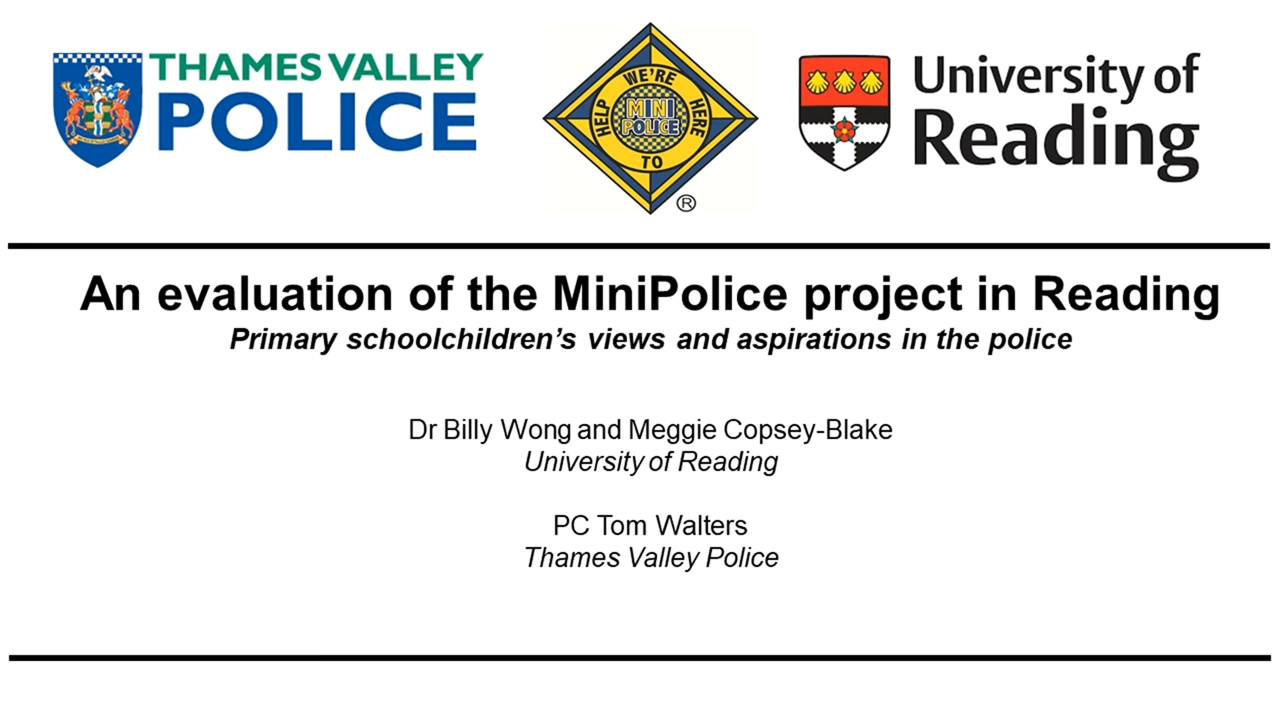 THAMES VALLEY
POLICE
WE'RE
HERE
TO
HELP
MINI
POLICE
®
University of
Reading
An evaluation of the MiniPolice project in Reading
Primary schoolchildren’s views and aspirations in the police
Dr Billy Wong and Meggie Copsey-Blake
University of Reading
PC Tom Walters
Thames Valley Police